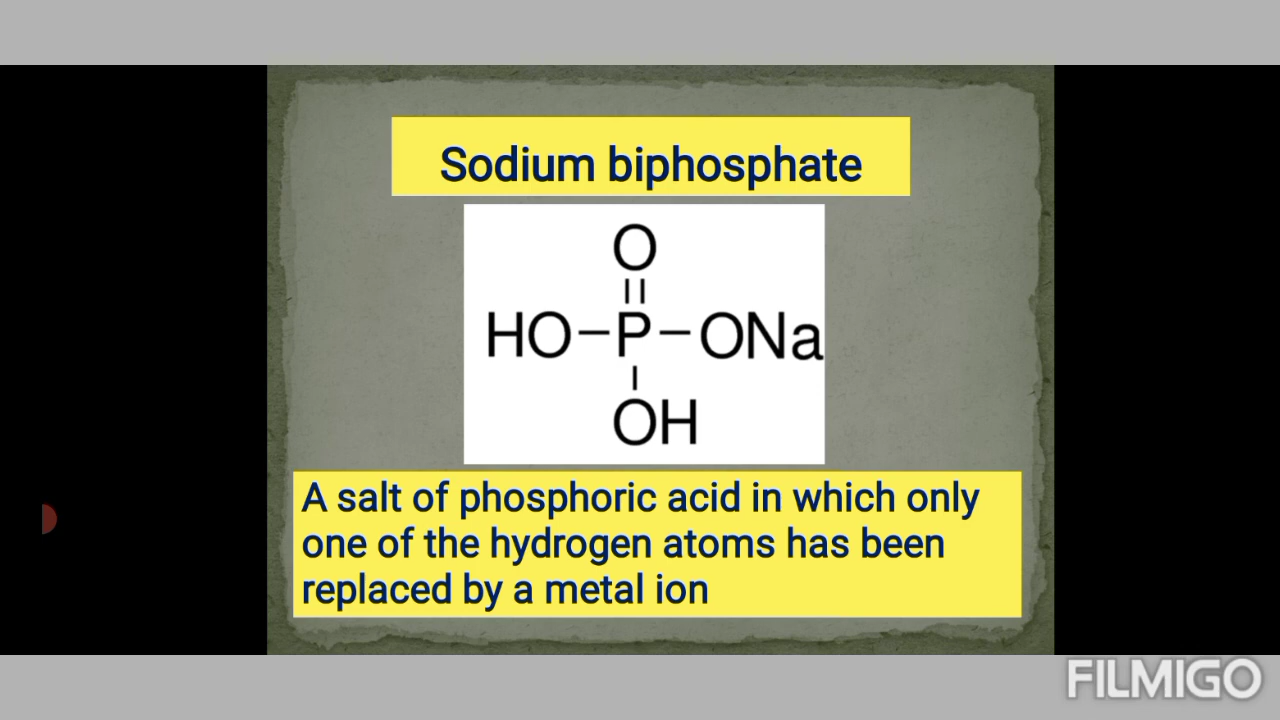 Sodium biphosphate
O
HO–P–ONa
OH
A salt of phosphoric acid in which only
one of the hydrogen atoms has been
replaced by a metal ion
FILMIGO